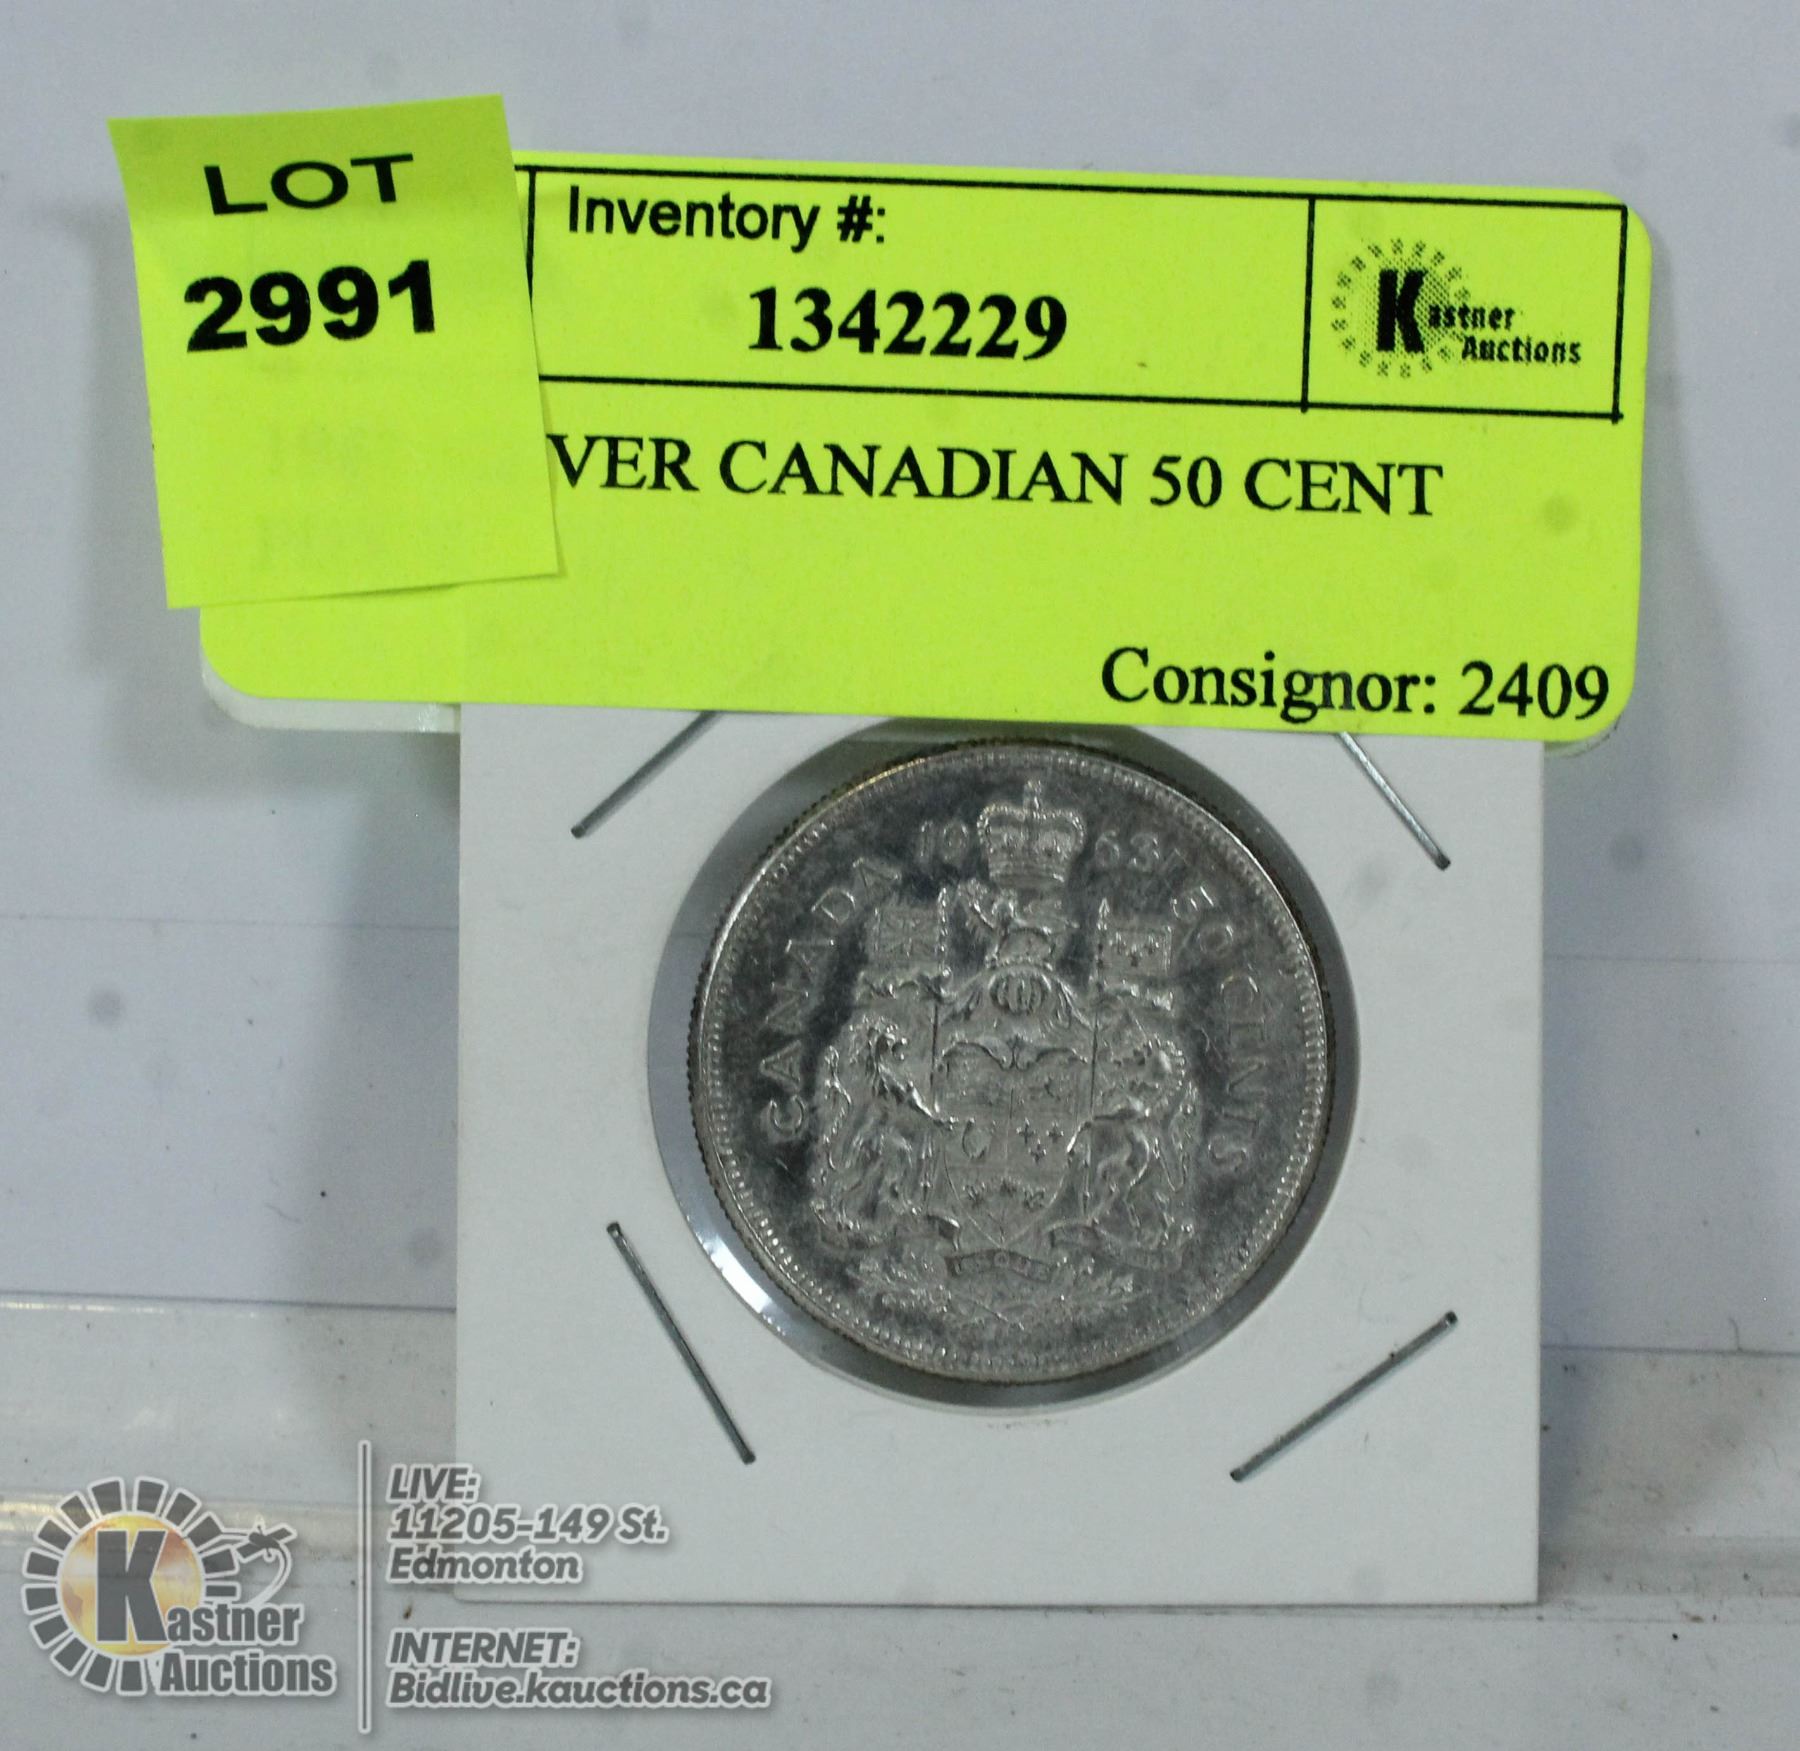 LOT
2991
Inventory #:
1342229
Kastner
Auctions
VER CANADIAN 50 CENT
Consignor: 2409
CANADA 1963 50 CENTS
LIVE:
11205-149 St.
Edmonton
INTERNET:
Bidlive.kauctions.ca
Kastner
Auctions